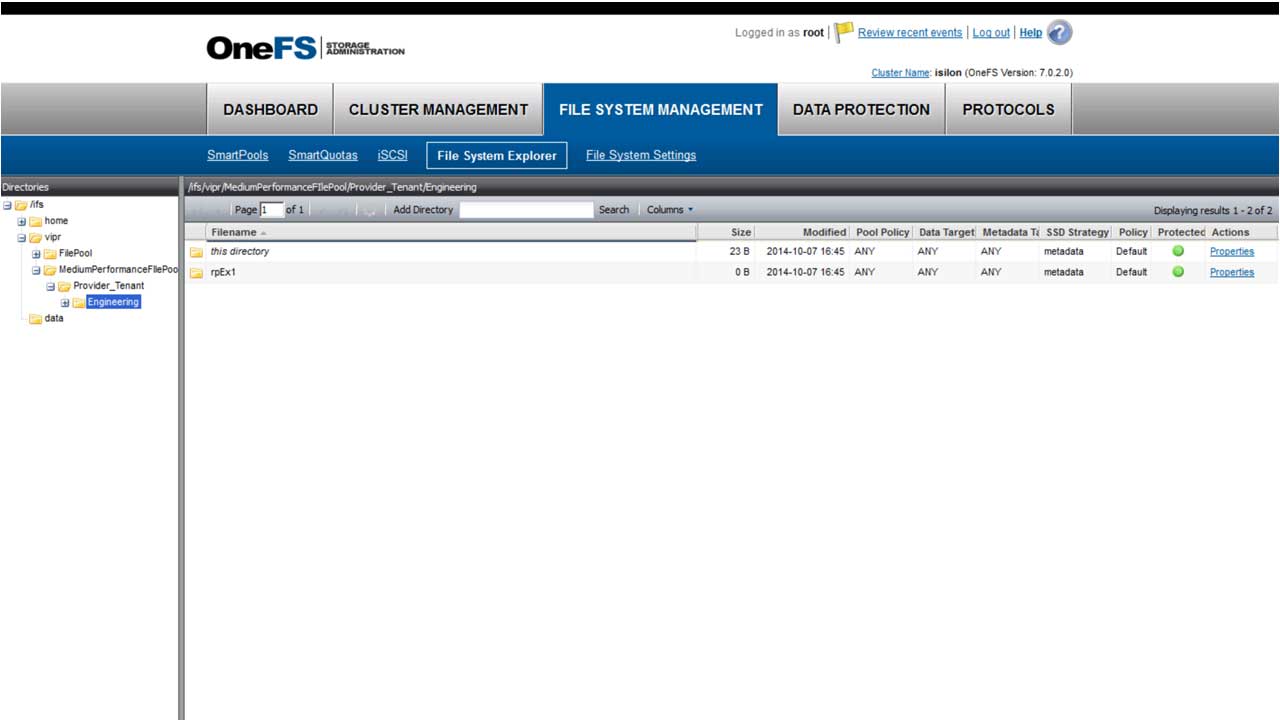 OneFS STORAGE ADMINISTRATION
Logged in as root | Review recent events | Log out | Help
Cluster Name: isilon (OneFS Version: 7.0.2.0)
DASHBOARD CLUSTER MANAGEMENT FILE SYSTEM MANAGEMENT DATA PROTECTION PROTOCOLS
SmartPools SmartQuotas iSCSI File System Explorer File System Settings
Directories
/ifs
home
vipr
FilePool
MediumPerformanceFIlePoo
Provider_Tenant
Engineering
data
/ifs/vipr/MediumPerformanceFIlePool/Provider_Tenant/Engineering
Page 1 of 1 Add Directory Search Columns Displaying results 1 - 2 of 2
Filename Size Modified Pool Policy Data Target Metadata Ta SSD Strategy Policy Protected Actions
this directory 23 B 2014-10-07 16:45 ANY ANY ANY metadata Default Properties
rpEx1 0 B 2014-10-07 16:45 ANY ANY ANY metadata Default Properties